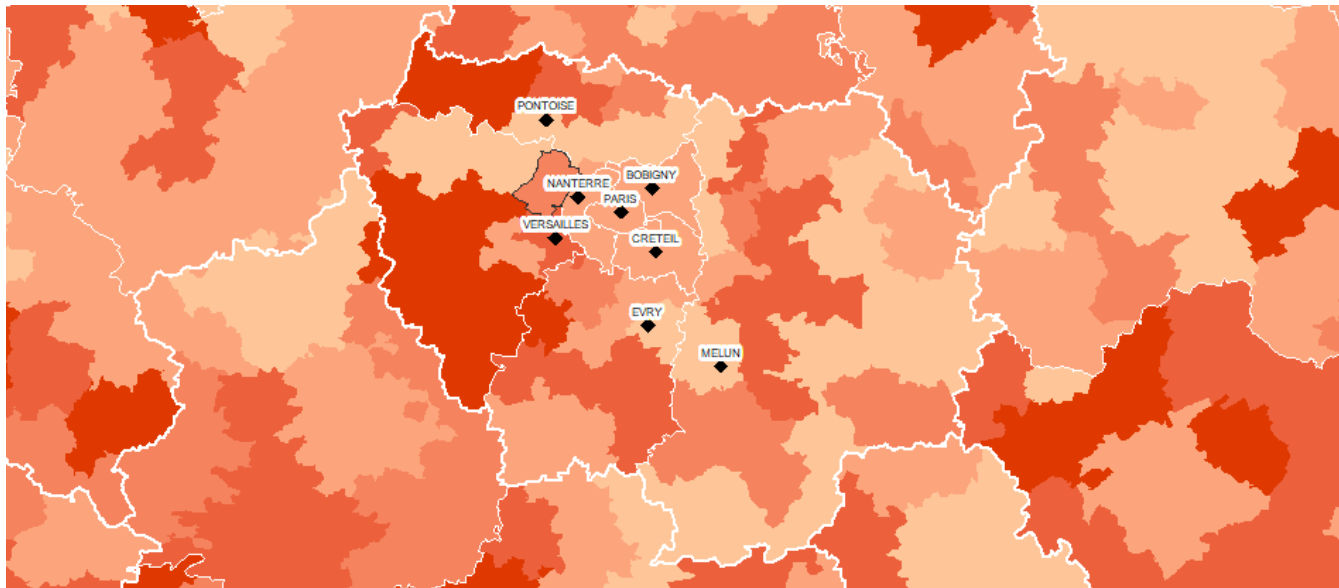 PONTOISE
BOBIGNY
NANTERRE
PARIS
VERSAILLES
CRETEIL
EVRY
MELUN